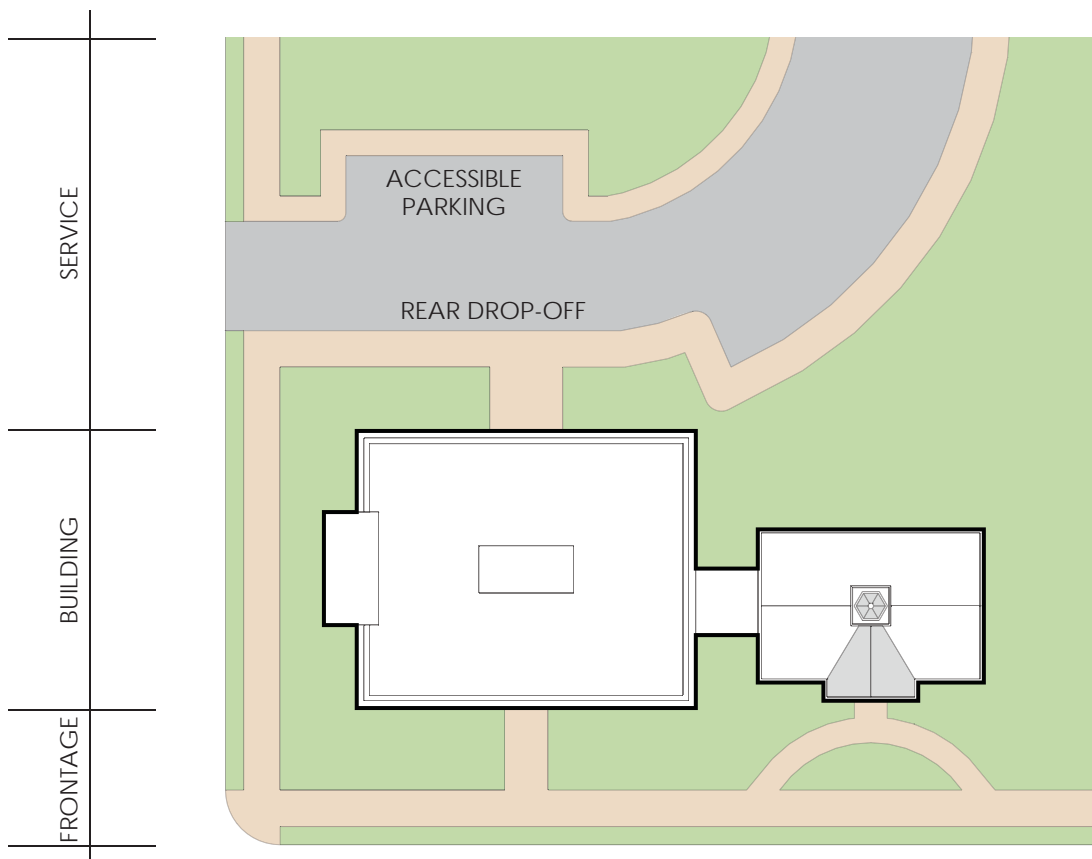 SERVICE
BUILDING
FRONTAGE
ACCESSIBLE
PARKING
REAR DROP-OFF